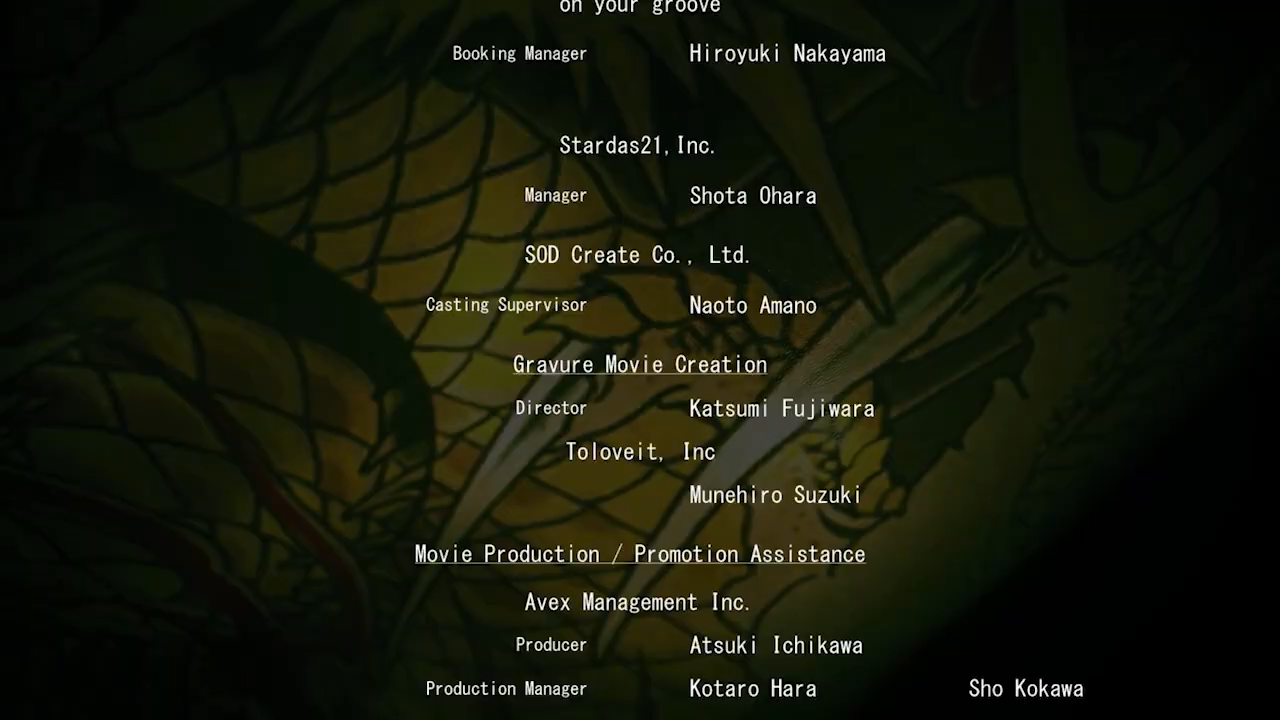 on your groove
Booking Manager Hiroyuki Nakayama
Stardas21,Inc.
Manager Shota Ohara
SOD Create Co., Ltd.
Casting Supervisor Naoto Amano
Gravure Movie Creation
Director Katsumi Fujiwara
Toloveit, Inc
Munehiro Suzuki
Movie Production / Promotion Assistance
Avex Management Inc.
Producer Atsuki Ichikawa
Production Manager Kotaro Hara Sho Kokawa